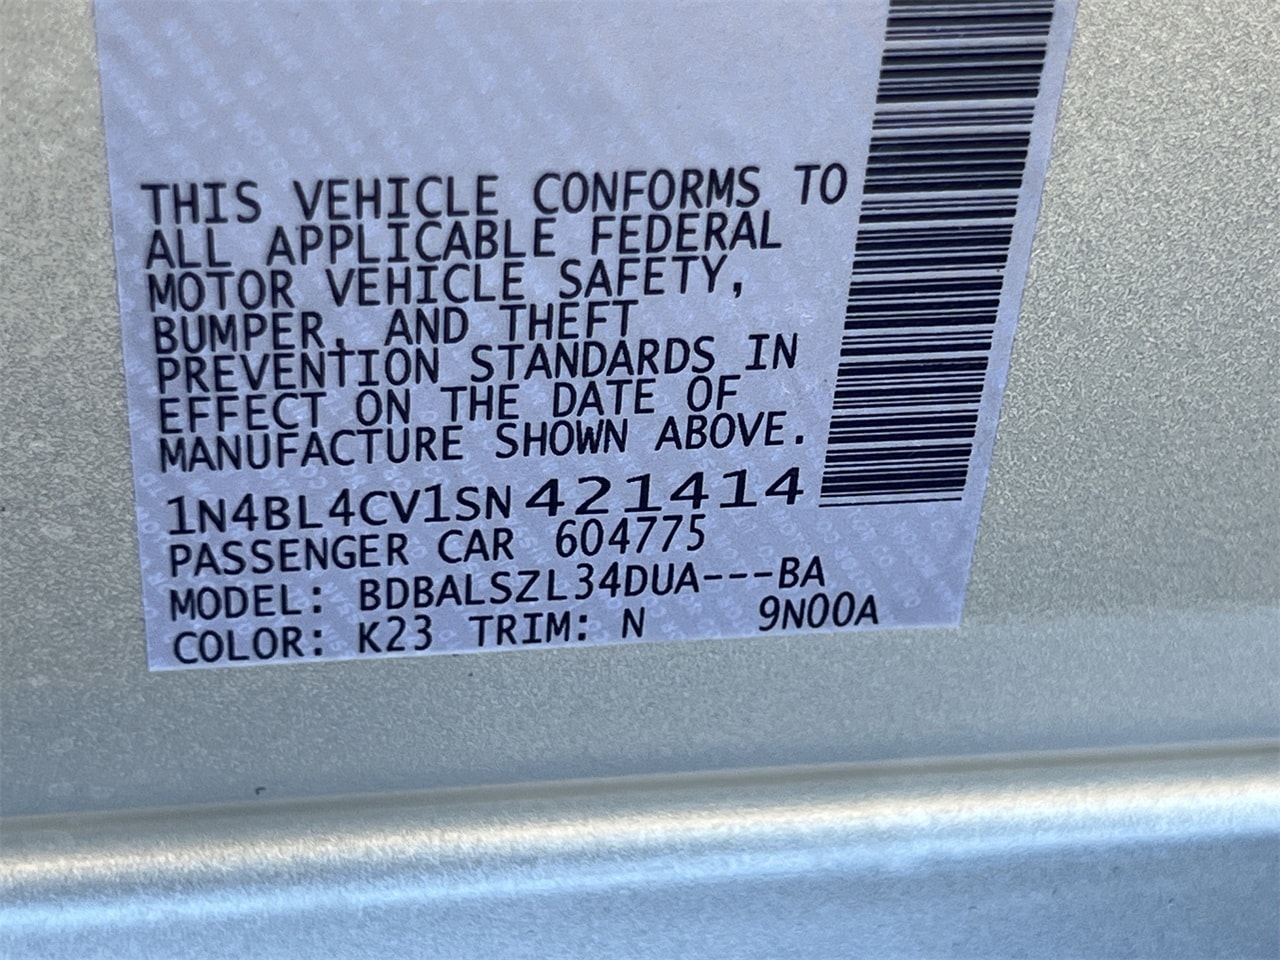 THIS VEHICLE CONFORMS TO
ALL APPLICABLE FEDERAL
MOTOR VEHICLE SAFETY,
BUMPER, AND THEFT
PREVENTION STANDARDS IN
EFFECT ON THE DATE OF
MANUFACTURE SHOWN ABOVE.
1N4BL4CV1SN421414
PASSENGER CAR 604775
MODEL: BDBALSZL34DUA---BA
COLOR: K23 TRIM: N 9N00A